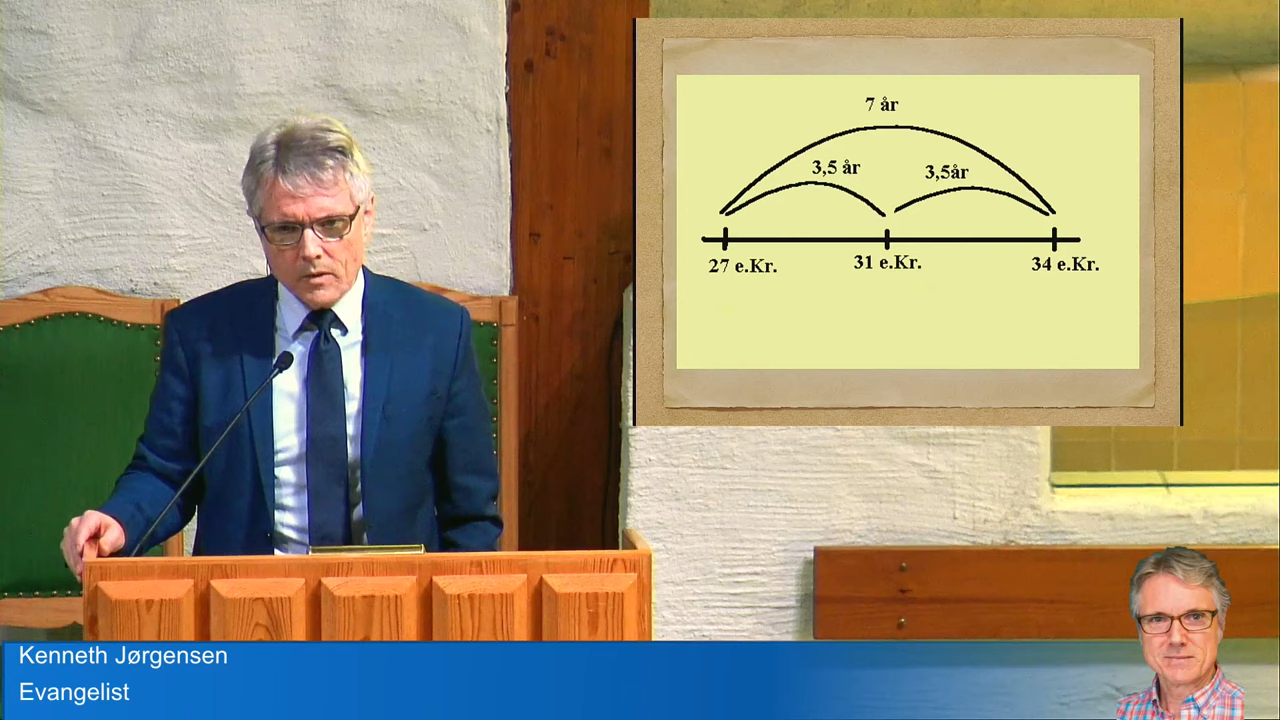 7 år
3,5 år
3,5år
27 e.Kr.
31 e.Kr.
34 e.Kr.
Kenneth Jørgensen
Evangelist